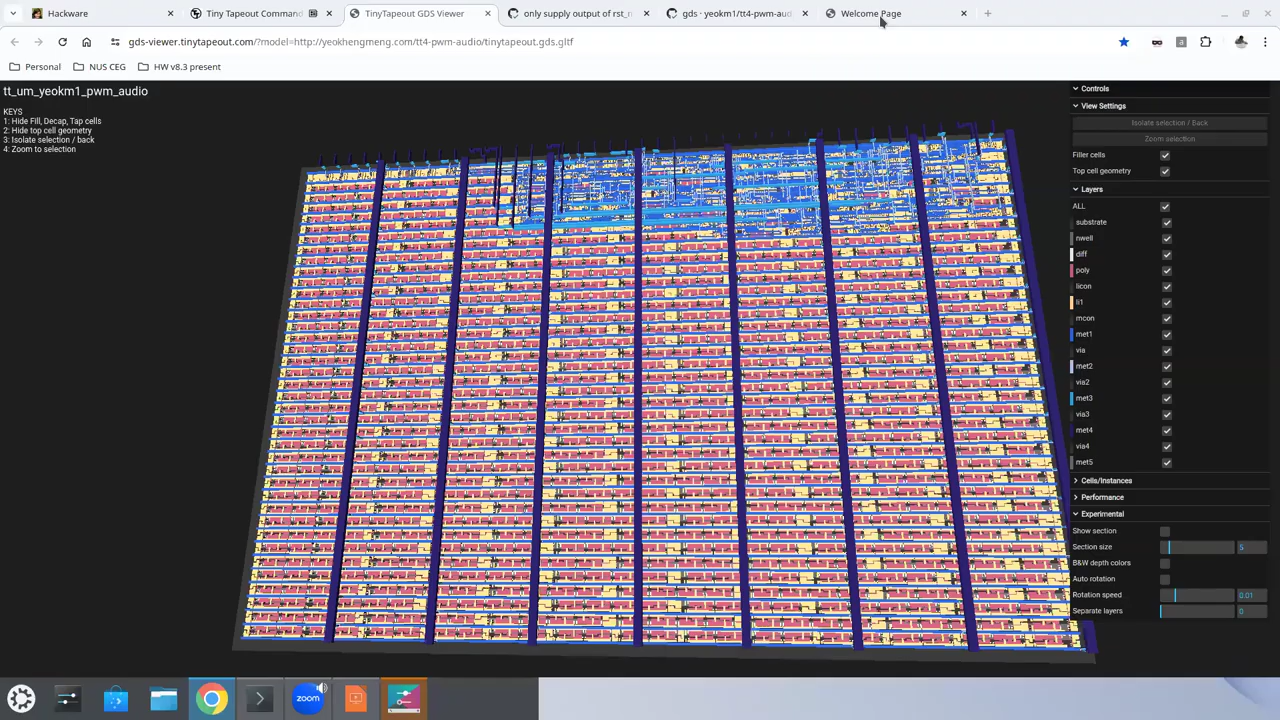 Hackware
Tiny Tapeout Command
TinyTapeout GDS Viewer
only supply output of rst_n
gds · yeokm1/tt4-pwm-aud
Welcome Page
gds-viewer.tinytapeout.com/?model=http://yeokhengmeng.com/tt4-pwm-audio/tinytapeout.gds.gltf
Personal
NUS CEG
HW v8.3 present
tt_um_yeokm1_pwm_audio
KEYS
1: Hide Fill, Decap, Tap cells
2: Hide top cell geometry
3: Isolate selection / back
4: Zoom to selection
Controls
View Settings
Isolate selection / Back
Zoom selection
Filler cells
Top cell geometry
Layers
ALL
substrate
nwell
diff
poly
licon
li1
mcon
met1
via
met2
via2
met3
via3
met4
via4
met5
Cells/Instances
Performance
Experimental
Show section
Section size 5
B&W depth colors
Auto rotation
Rotation speed 0.01
Separate layers 0
zoom